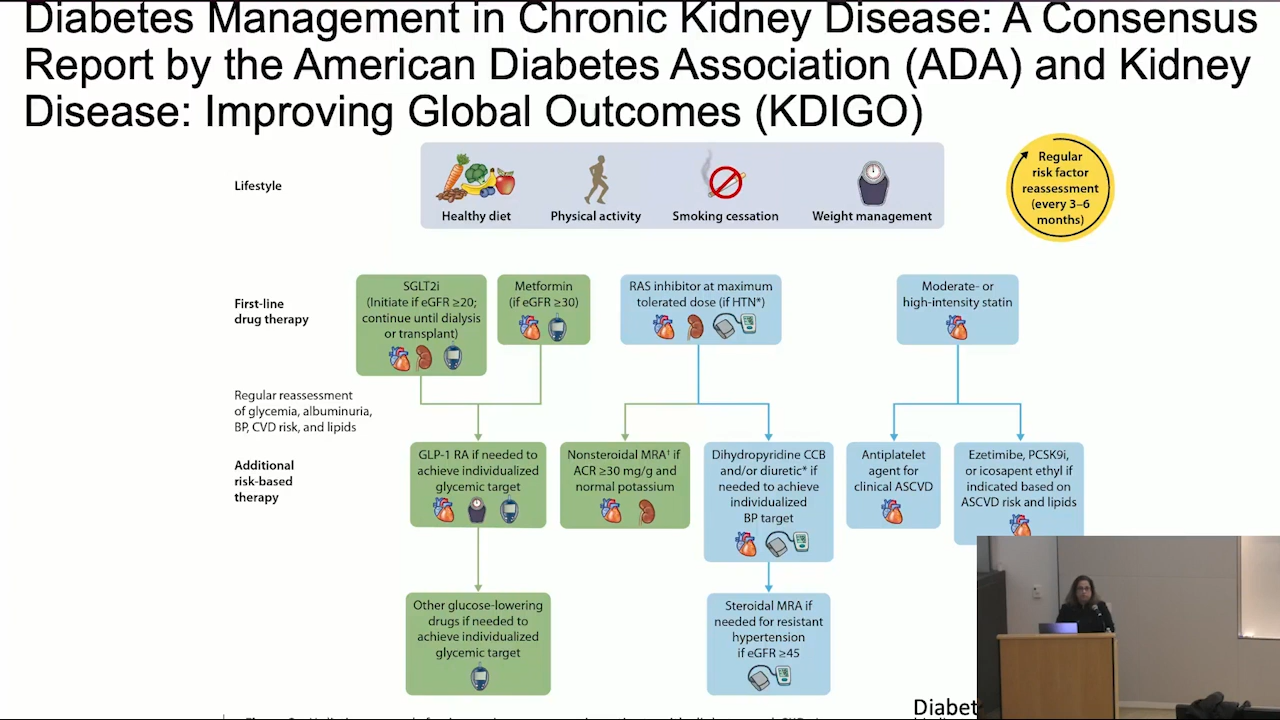 Diabetes Management in Chronic Kidney Disease: A Consensus
Report by the American Diabetes Association (ADA) and Kidney
Disease: Improving Global Outcomes (KDIGO)
Lifestyle
Healthy diet
Physical activity
Smoking cessation
Weight management
Regular
risk factor
reassessment
(every 3–6
months)
First-line
drug therapy
SGLT2i
(Initiate if eGFR ≥20;
continue until dialysis
or transplant)
Metformin
(if eGFR ≥30)
RAS inhibitor at maximum
tolerated dose (if HTN*)
Moderate- or
high-intensity statin
Regular reassessment
of glycemia, albuminuria,
BP, CVD risk, and lipids
Additional
risk-based
therapy
GLP-1 RA if needed to
achieve individualized
glycemic target
Nonsteroidal MRA† if
ACR ≥30 mg/g and
normal potassium
Dihydropyridine CCB
and/or diuretic* if
needed to achieve
individualized
BP target
Antiplatelet
agent for
clinical ASCVD
Ezetimibe, PCSK9i,
or icosapent ethyl if
indicated based on
ASCVD risk and lipids
Other glucose-lowering
drugs if needed to
achieve individualized
glycemic target
Steroidal MRA if
needed for resistant
hypertension
if eGFR ≥45
Diabet